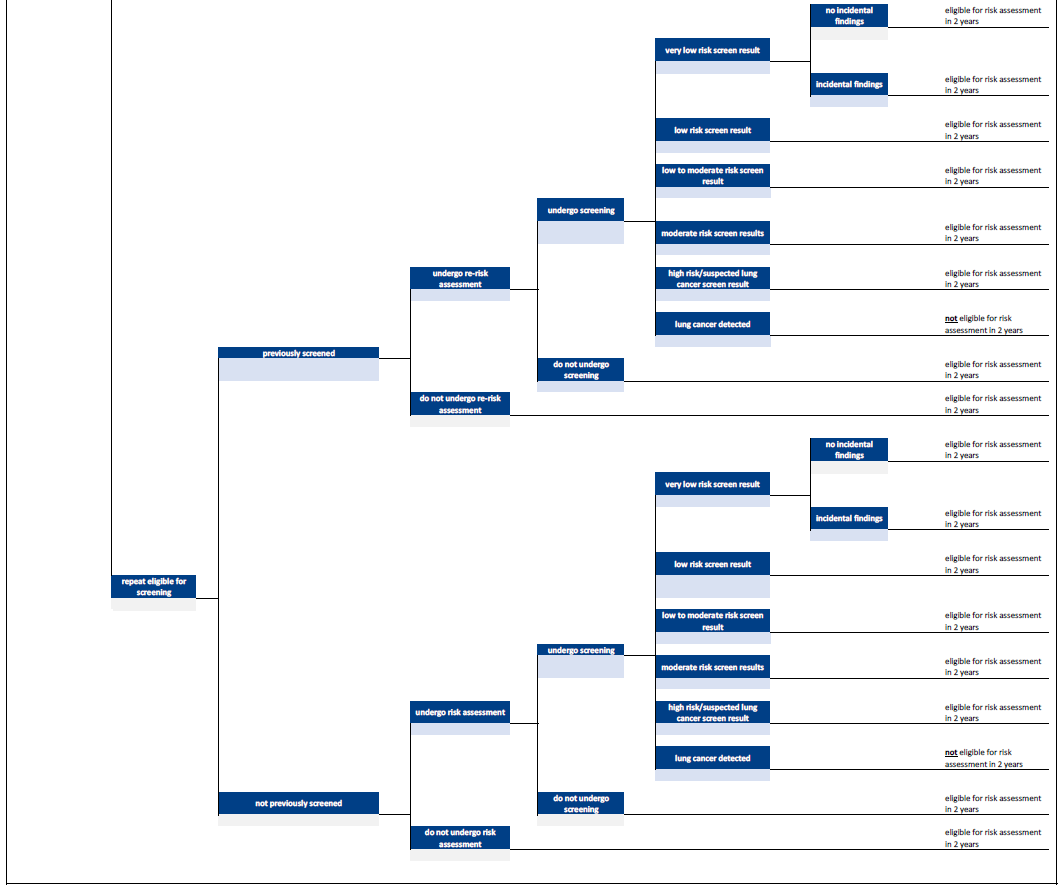 no incidental
findings
eligible for risk assessment
in 2 years
very low risk screen result
incidental findings
eligible for risk assessment
in 2 years
low risk screen result
eligible for risk assessment
in 2 years
low to moderate risk screen
result
eligible for risk assessment
in 2 years
undergo screening
moderate risk screen results
eligible for risk assessment
in 2 years
undergo re-risk
assessment
high risk/suspected lung
cancer screen result
eligible for risk assessment
in 2 years
lung cancer detected
not eligible for risk
assessment in 2 years
previously screened
do not undergo
screening
eligible for risk assessment
in 2 years
do not undergo re-risk
assessment
eligible for risk assessment
in 2 years
no incidental
findings
eligible for risk assessment
in 2 years
very low risk screen result
incidental findings
eligible for risk assessment
in 2 years
low risk screen result
eligible for risk assessment
in 2 years
repeat eligible for
screening
low to moderate risk screen
result
eligible for risk assessment
in 2 years
undergo screening
moderate risk screen results
eligible for risk assessment
in 2 years
undergo risk assessment
high risk/suspected lung
cancer screen result
eligible for risk assessment
in 2 years
lung cancer detected
not eligible for risk
assessment in 2 years
not previously screened
do not undergo
screening
eligible for risk assessment
in 2 years
do not undergo risk
assessment
eligible for risk assessment
in 2 years